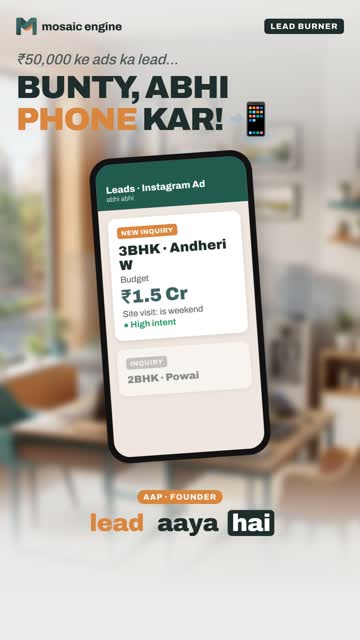 mosaic engine
LEAD BURNER
₹50,000 ke ads ka lead...
BUNTY, ABHI
PHONE KAR!
Leads · Instagram Ad
abhi abhi
NEW INQUIRY
3BHK · Andheri
W
Budget
₹1.5 Cr
Site visit: is weekend
• High intent
INQUIRY
2BHK · Powai
AAP · FOUNDER
lead aaya hai